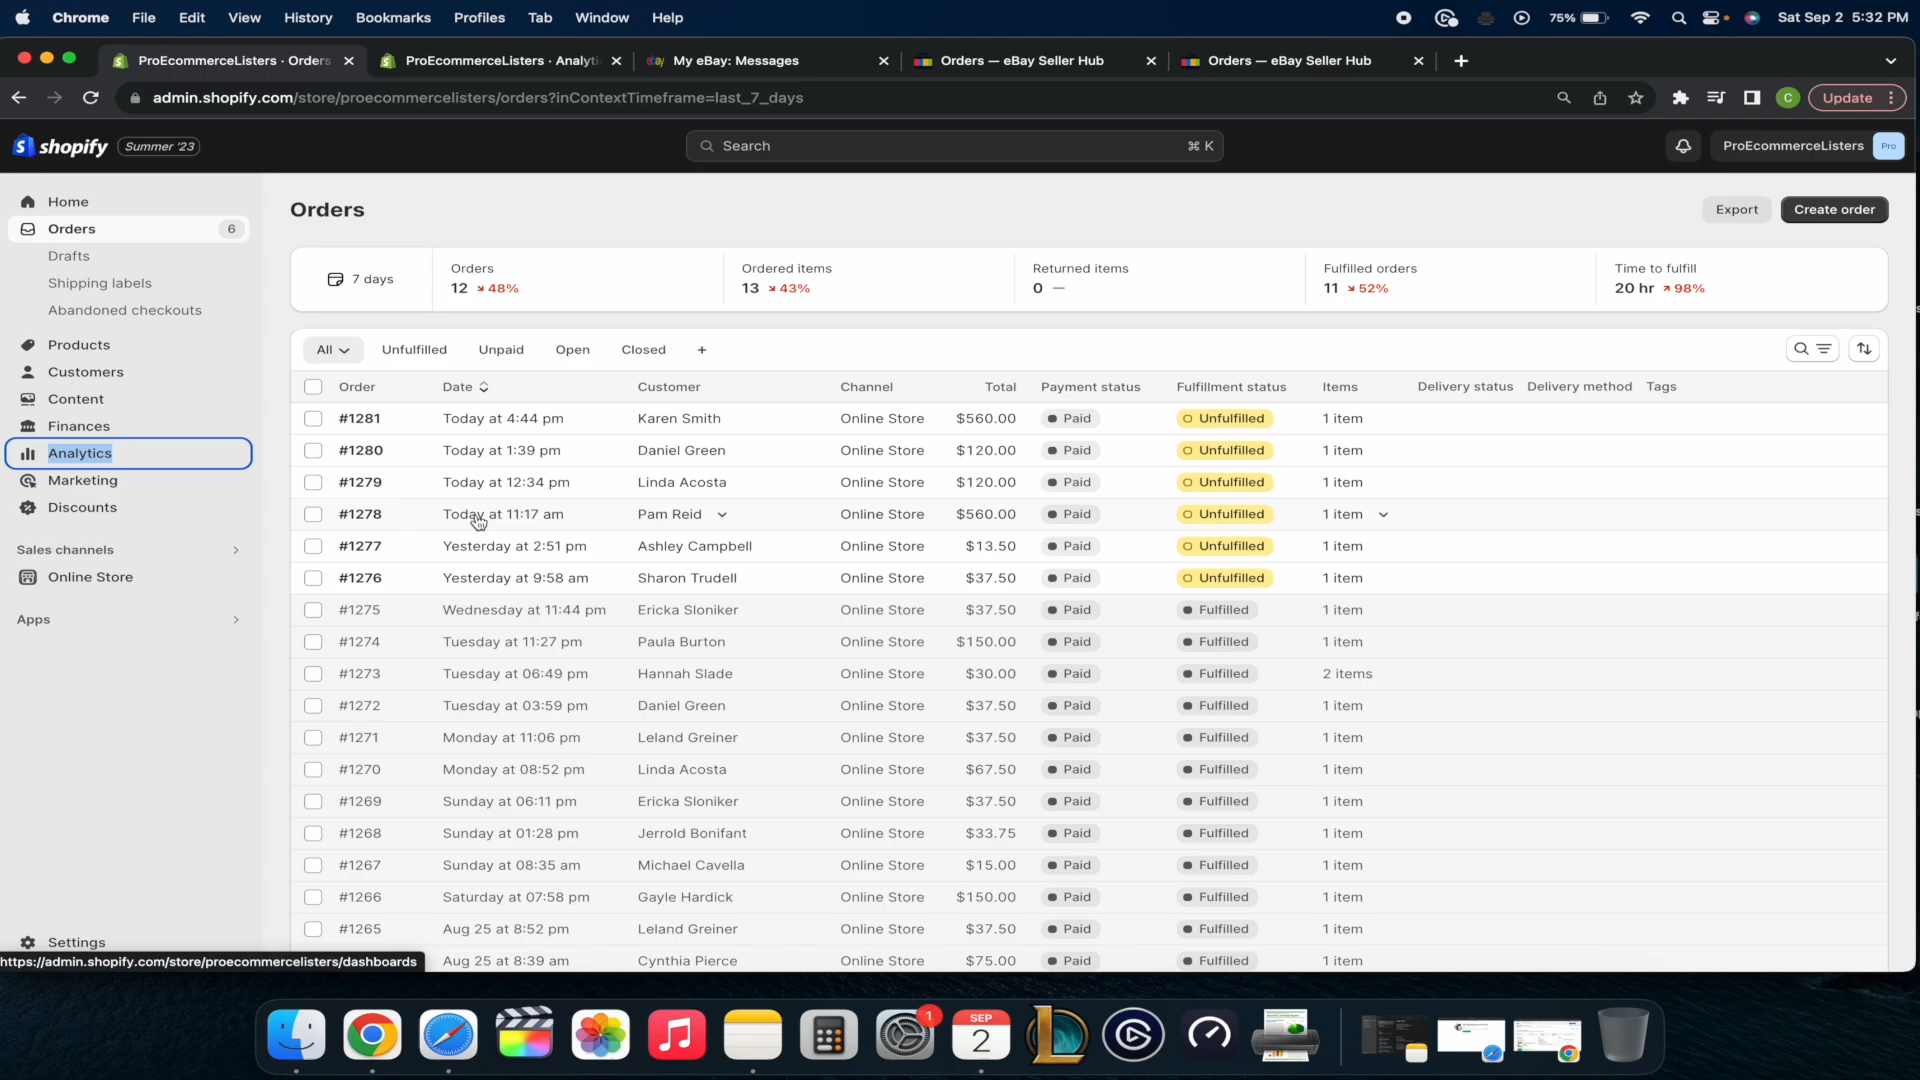 Chrome File Edit View History Bookmarks Profiles Tab Window Help 75% Sat Sep 2 5:32 PM
ProEcommerceListers · Orders ProEcommerceListers · Analyti ebay My eBay: Messages Orders — eBay Seller Hub Orders — eBay Seller Hub
admin.shopify.com/store/proecommercelisters/orders?inContextTimeframe=last_7_days C Update
shopify Summer '23 Search ⌘ K ProEcommerceListers Pro
Home
Orders 6
Drafts
Shipping labels
Abandoned checkouts
Products
Customers
Content
Finances
Analytics
Marketing
Discounts
Sales channels
Online Store
Apps
Settings
https://admin.shopify.com/store/proecommercelisters/dashboards
Orders Export Create order
7 days
Orders
12 48%
Ordered items
13 43%
Returned items
0 —
Fulfilled orders
11 52%
Time to fulfill
20 hr 98%
All Unfulfilled Unpaid Open Closed +
Order Date Customer Channel Total Payment status Fulfillment status Items Delivery status Delivery method Tags
#1281 Today at 4:44 pm Karen Smith Online Store $560.00 Paid Unfulfilled 1 item
#1280 Today at 1:39 pm Daniel Green Online Store $120.00 Paid Unfulfilled 1 item
#1279 Today at 12:34 pm Linda Acosta Online Store $120.00 Paid Unfulfilled 1 item
#1278 Today at 11:17 am Pam Reid Online Store $560.00 Paid Unfulfilled 1 item
#1277 Yesterday at 2:51 pm Ashley Campbell Online Store $13.50 Paid Unfulfilled 1 item
#1276 Yesterday at 9:58 am Sharon Trudell Online Store $37.50 Paid Unfulfilled 1 item
#1275 Wednesday at 11:44 pm Ericka Sloniker Online Store $37.50 Paid Fulfilled 1 item
#1274 Tuesday at 11:27 pm Paula Burton Online Store $150.00 Paid Fulfilled 1 item
#1273 Tuesday at 06:49 pm Hannah Slade Online Store $30.00 Paid Fulfilled 2 items
#1272 Tuesday at 03:59 pm Daniel Green Online Store $37.50 Paid Fulfilled 1 item
#1271 Monday at 11:06 pm Leland Greiner Online Store $37.50 Paid Fulfilled 1 item
#1270 Monday at 08:52 pm Linda Acosta Online Store $67.50 Paid Fulfilled 1 item
#1269 Sunday at 06:11 pm Ericka Sloniker Online Store $37.50 Paid Fulfilled 1 item
#1268 Sunday at 01:28 pm Jerrold Bonifant Online Store $33.75 Paid Fulfilled 1 item
#1267 Sunday at 08:35 am Michael Cavella Online Store $15.00 Paid Fulfilled 1 item
#1266 Saturday at 07:58 pm Gayle Hardick Online Store $150.00 Paid Fulfilled 1 item
#1265 Aug 25 at 8:52 pm Leland Greiner Online Store $37.50 Paid Fulfilled 1 item
Aug 25 at 8:39 am Cynthia Pierce Online Store $75.00 Paid Fulfilled 1 item
1
SEP
2